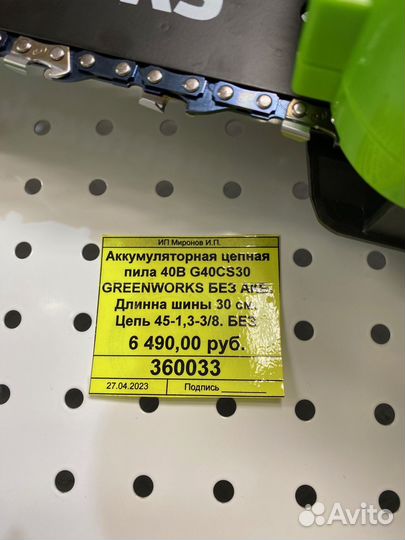 ИП Миронов И.П.
Аккумуляторная цепная
пила 40В G40CS30
GREENWORKS БЕЗ АКБ.
Длинна шины 30 см.
Цепь 45-1,3-3/8. БЕЗ
6 490,00 руб.
360033
27.04.2023 Подпись
Avito